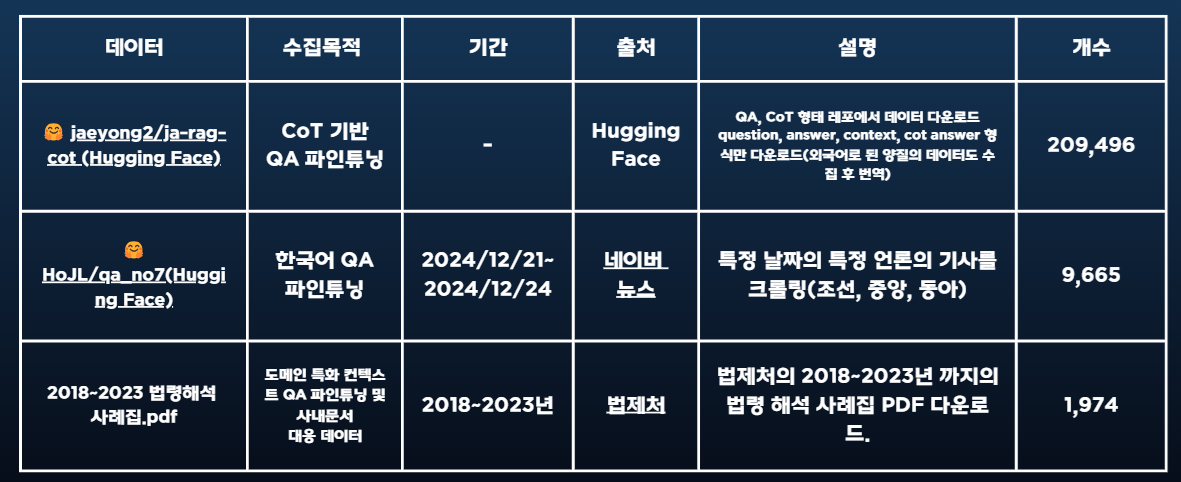 데이터
수집목적
기간
출처
설명
개수
🤗 jaeyong2/ja-rag-
cot (Hugging Face)
CoT 기반
QA 파인튜닝
-
Hugging
Face
QA, CoT 형태 레포에서 데이터 다운로드
question, answer, context, cot answer 형
식만 다운로드(외국어로 된 양질의 데이터도 수
집 후 번역)
209,496
🤗
HoJL/qa_no7(Huggi
ng Face)
한국어 QA
파인튜닝
2024/12/21~
2024/12/24
네이버
뉴스
특정 날짜의 특정 언론의 기사를
크롤링(조선, 중앙, 동아)
9,665
2018~2023 법령해석
사례집.pdf
도메인 특화 컨텍스
트 QA 파인튜닝 및
사내문서
대응 데이터
2018~2023년
법제처
법제처의 2018~2023년 까지의
법령 해석 사례집 PDF 다운로
드.
1,974